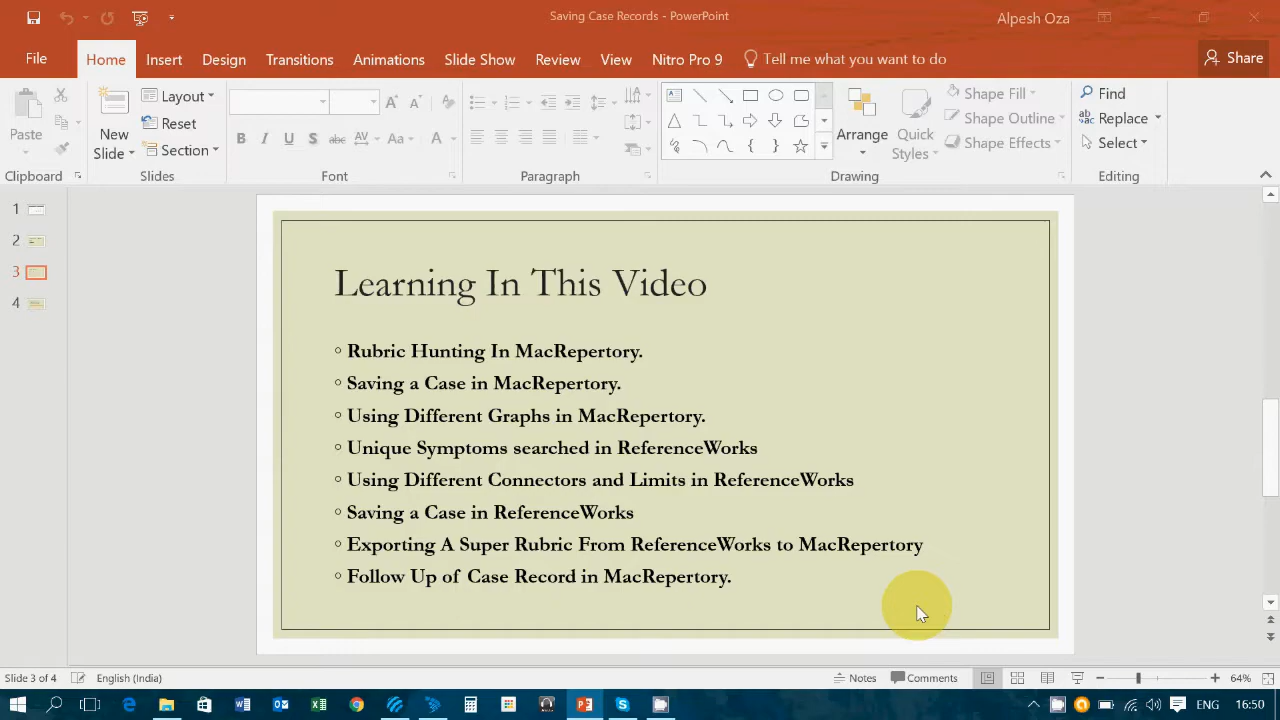 Saving Case Records - PowerPoint
Alpesh Oza
File Home Insert Design Transitions Animations Slide Show Review View Nitro Pro 9 Tell me what you want to do Share
Paste
New Slide
Layout
Reset
Section
Find
Replace
Select
Arrange
Quick Styles
Shape Fill
Shape Outline
Shape Effects
Clipboard Slides Font Paragraph Drawing Editing
1
2
3
4
Learning In This Video
◦ Rubric Hunting In MacRepertory.
◦ Saving a Case in MacRepertory.
◦ Using Different Graphs in MacRepertory.
◦ Unique Symptoms searched in ReferenceWorks
◦ Using Different Connectors and Limits in ReferenceWorks
◦ Saving a Case in ReferenceWorks
◦ Exporting A Super Rubric From ReferenceWorks to MacRepertory
◦ Follow Up of Case Record in MacRepertory.
Slide 3 of 4 English (India) Notes Comments 64%
ENG 16:50